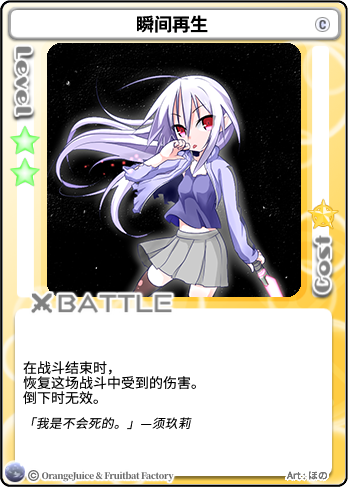 瞬间再生
C
Level
Cost
BATTLE
在战斗结束时，
恢复这场战斗中受到的伤害。
倒下时无效。
「我是不会死的。」—须玖莉
© OrangeJuice & Fruitbat Factory
Art : ほの